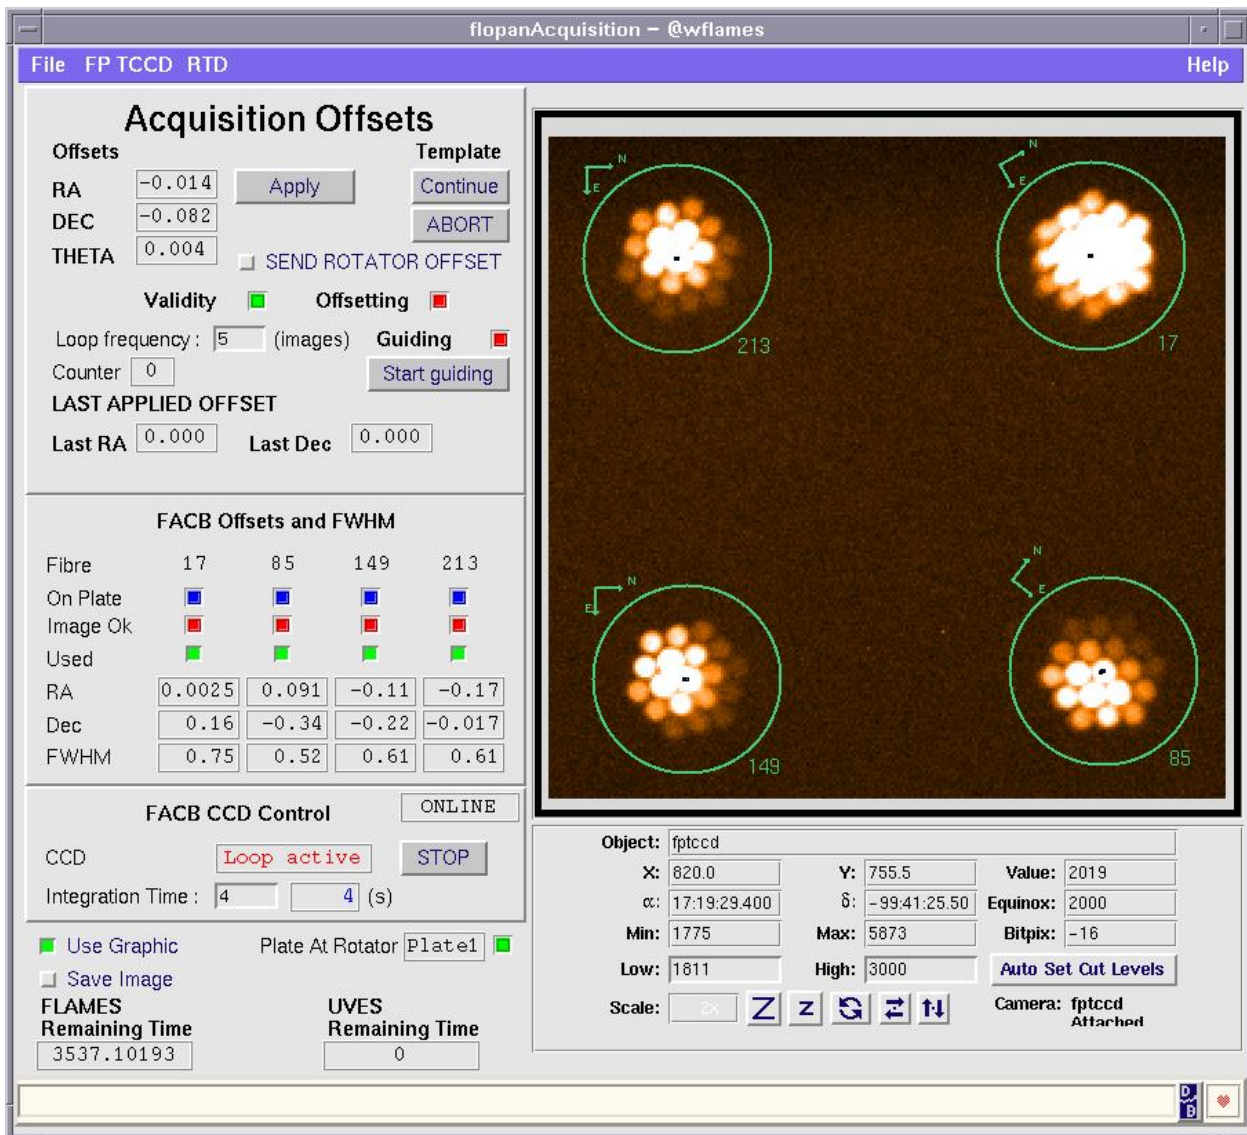 flopanAcquisition – @wflames
File FP TCCD RTD Help
Acquisition Offsets
Offsets Template
RA -0.014 Apply Continue
DEC -0.082 ABORT
THETA 0.004 SEND ROTATOR OFFSET
Validity Offsetting
Loop frequency : 5 (images) Guiding
Counter 0 Start guiding
LAST APPLIED OFFSET
Last RA 0.000 Last Dec 0.000
FACB Offsets and FWHM
Fibre 17 85 149 213
On Plate
Image Ok
Used
RA 0.0025 0.091 -0.11 -0.17
Dec 0.16 -0.34 -0.22 -0.017
FWHM 0.75 0.52 0.61 0.61
FACB CCD Control ONLINE
CCD Loop active STOP
Integration Time : 4 4 (s)
Use Graphic Plate At Rotator Plate1
Save Image
FLAMES UVES
Remaining Time Remaining Time
3537.10193 0
N N
E E
213 17
N N
E E
149 85
Object: fptccd
X: 820.0 Y: 755.5 Value: 2019
α: 17:19:29.400 δ: -99:41:25.50 Equinox: 2000
Min: 1775 Max: 5873 Bitpix: -16
Low: 1811 High: 3000 Auto Set Cut Levels
Scale: 2x Z z Camera: fptccd
Attached
D
B